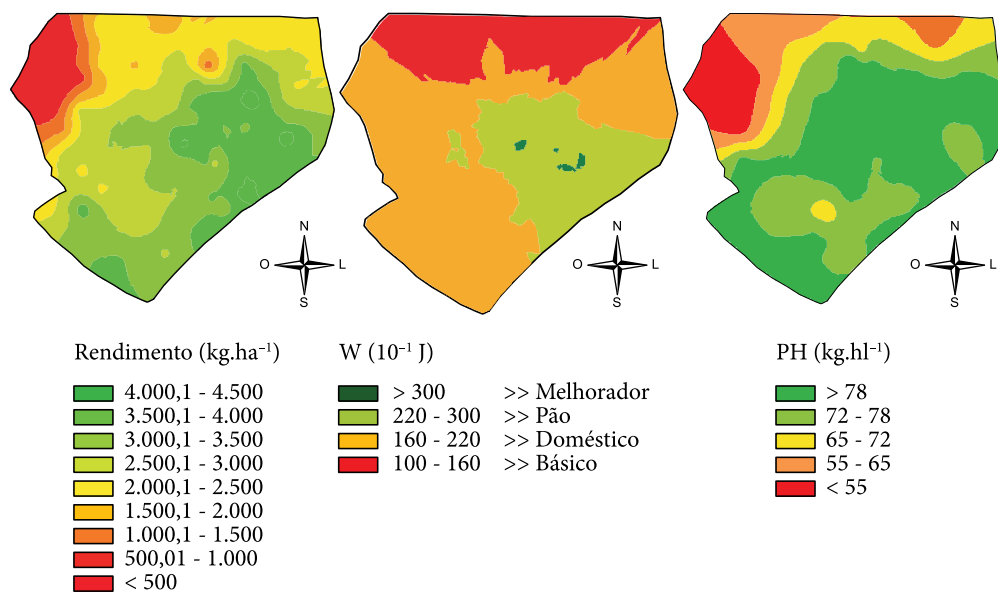 N
O L
S
N
O L
S
N
O L
S
Rendimento (kg.ha⁻¹)
4.000,1 - 4.500
3.500,1 - 4.000
3.000,1 - 3.500
2.500,1 - 3.000
2.000,1 - 2.500
1.500,1 - 2.000
1.000,1 - 1.500
500,01 - 1.000
< 500
W (10⁻¹ J)
> 300 >> Melhorador
220 - 300 >> Pão
160 - 220 >> Doméstico
100 - 160 >> Básico
PH (kg.hl⁻¹)
> 78
72 - 78
65 - 72
55 - 65
< 55